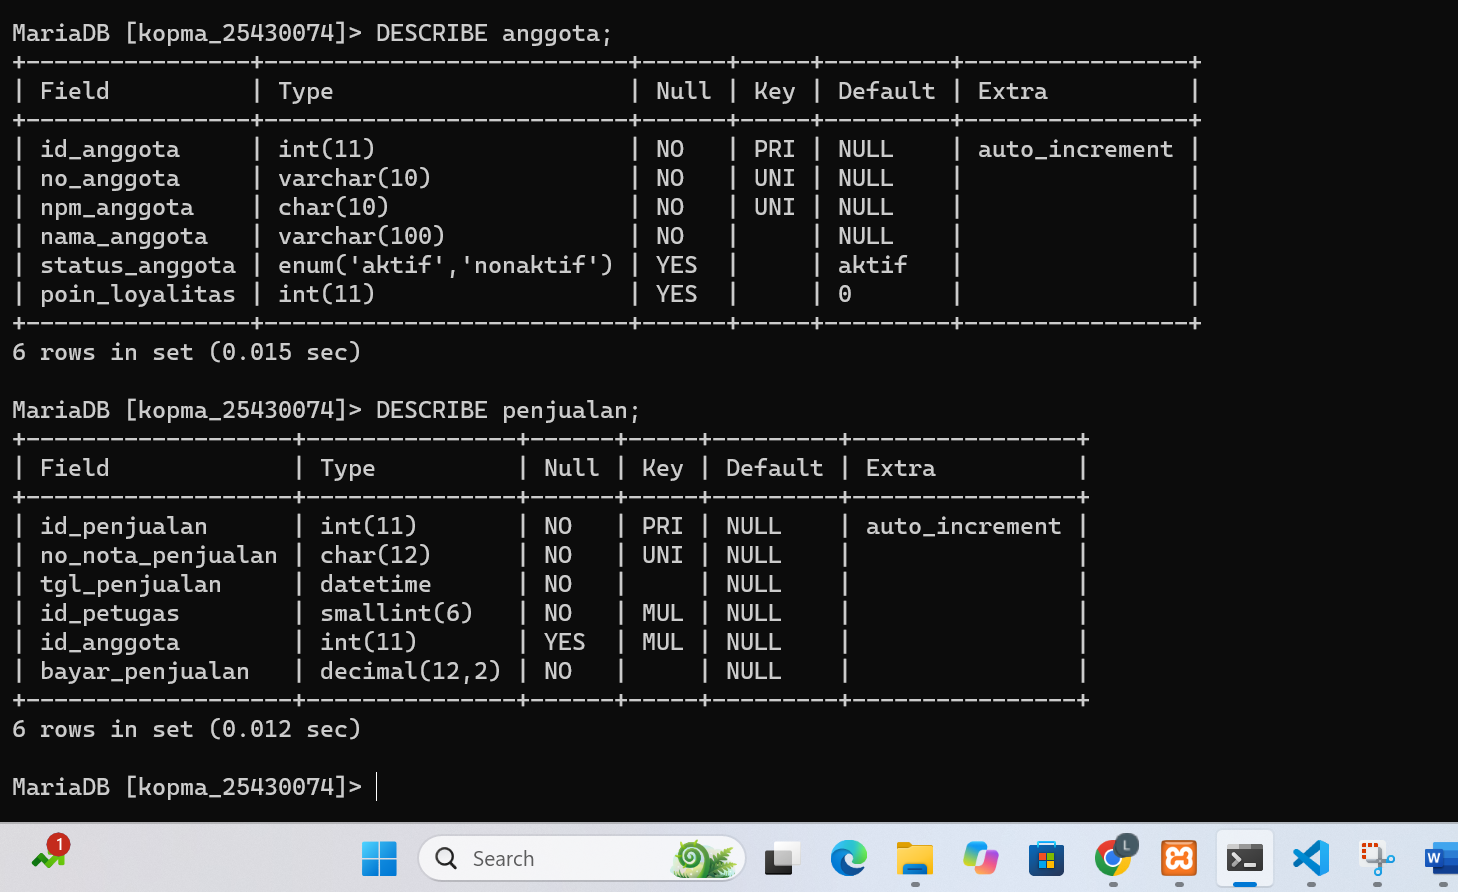 MariaDB [kopma_25430074]> DESCRIBE anggota;
+----------------+--------------------------+------+-----+---------+----------------+
| Field          | Type                     | Null | Key | Default | Extra          |
+----------------+--------------------------+------+-----+---------+----------------+
| id_anggota     | int(11)                  | NO   | PRI | NULL    | auto_increment |
| no_anggota     | varchar(10)              | NO   | UNI | NULL    |                |
| npm_anggota    | char(10)                 | NO   | UNI | NULL    |                |
| nama_anggota   | varchar(100)             | NO   |     | NULL    |                |
| status_anggota | enum('aktif','nonaktif') | YES  |     | aktif   |                |
| poin_loyalitas | int(11)                  | YES  |     | 0       |                |
+----------------+--------------------------+------+-----+---------+----------------+
6 rows in set (0.015 sec)
MariaDB [kopma_25430074]> DESCRIBE penjualan;
+-------------------+---------------+------+-----+---------+----------------+
| Field             | Type          | Null | Key | Default | Extra          |
+-------------------+---------------+------+-----+---------+----------------+
| id_penjualan      | int(11)       | NO   | PRI | NULL    | auto_increment |
| no_nota_penjualan | char(12)      | NO   | UNI | NULL    |                |
| tgl_penjualan     | datetime      | NO   |     | NULL    |                |
| id_petugas        | smallint(6)   | NO   | MUL | NULL    |                |
| id_anggota        | int(11)       | YES  | MUL | NULL    |                |
| bayar_penjualan   | decimal(12,2) | NO   |     | NULL    |                |
+-------------------+---------------+------+-----+---------+----------------+
6 rows in set (0.012 sec)
MariaDB [kopma_25430074]>
1
Search
L
W